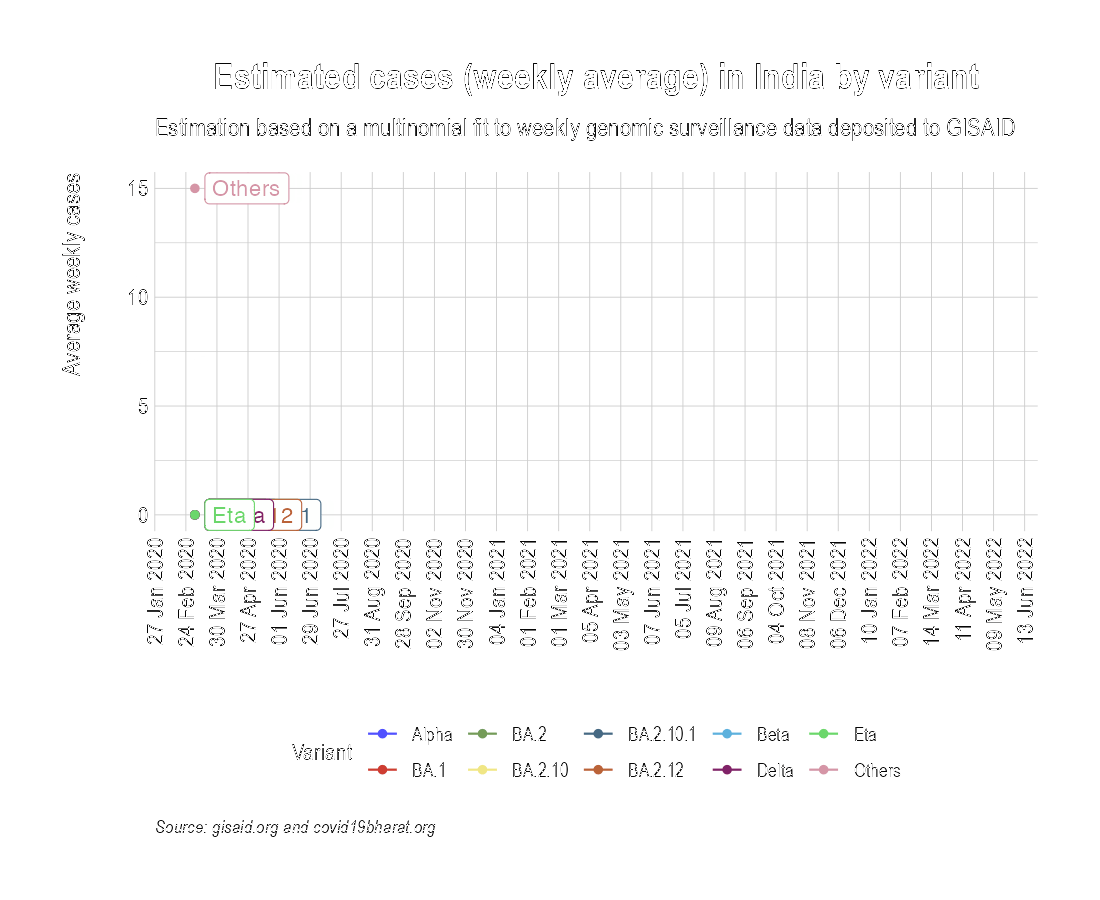 Estimated cases (weekly average) in India by variant
Estimation based on a multinomial fit to weekly genomic surveillance data deposited to GISAID
Average weekly cases
15
10
5
0
Others
Eta
a
12
1
27 Jan 2020
24 Feb 2020
30 Mar 2020
27 Apr 2020
01 Jun 2020
29 Jun 2020
27 Jul 2020
31 Aug 2020
28 Sep 2020
02 Nov 2020
30 Nov 2020
04 Jan 2021
01 Feb 2021
01 Mar 2021
05 Apr 2021
03 May 2021
07 Jun 2021
05 Jul 2021
09 Aug 2021
06 Sep 2021
04 Oct 2021
08 Nov 2021
06 Dec 2021
10 Jan 2022
07 Feb 2022
14 Mar 2022
11 Apr 2022
09 May 2022
13 Jun 2022
Variant
Alpha BA.2 BA.2.10.1 Beta Eta
BA.1 BA.2.10 BA.2.12 Delta Others
Source: gisaid.org and covid19bharat.org